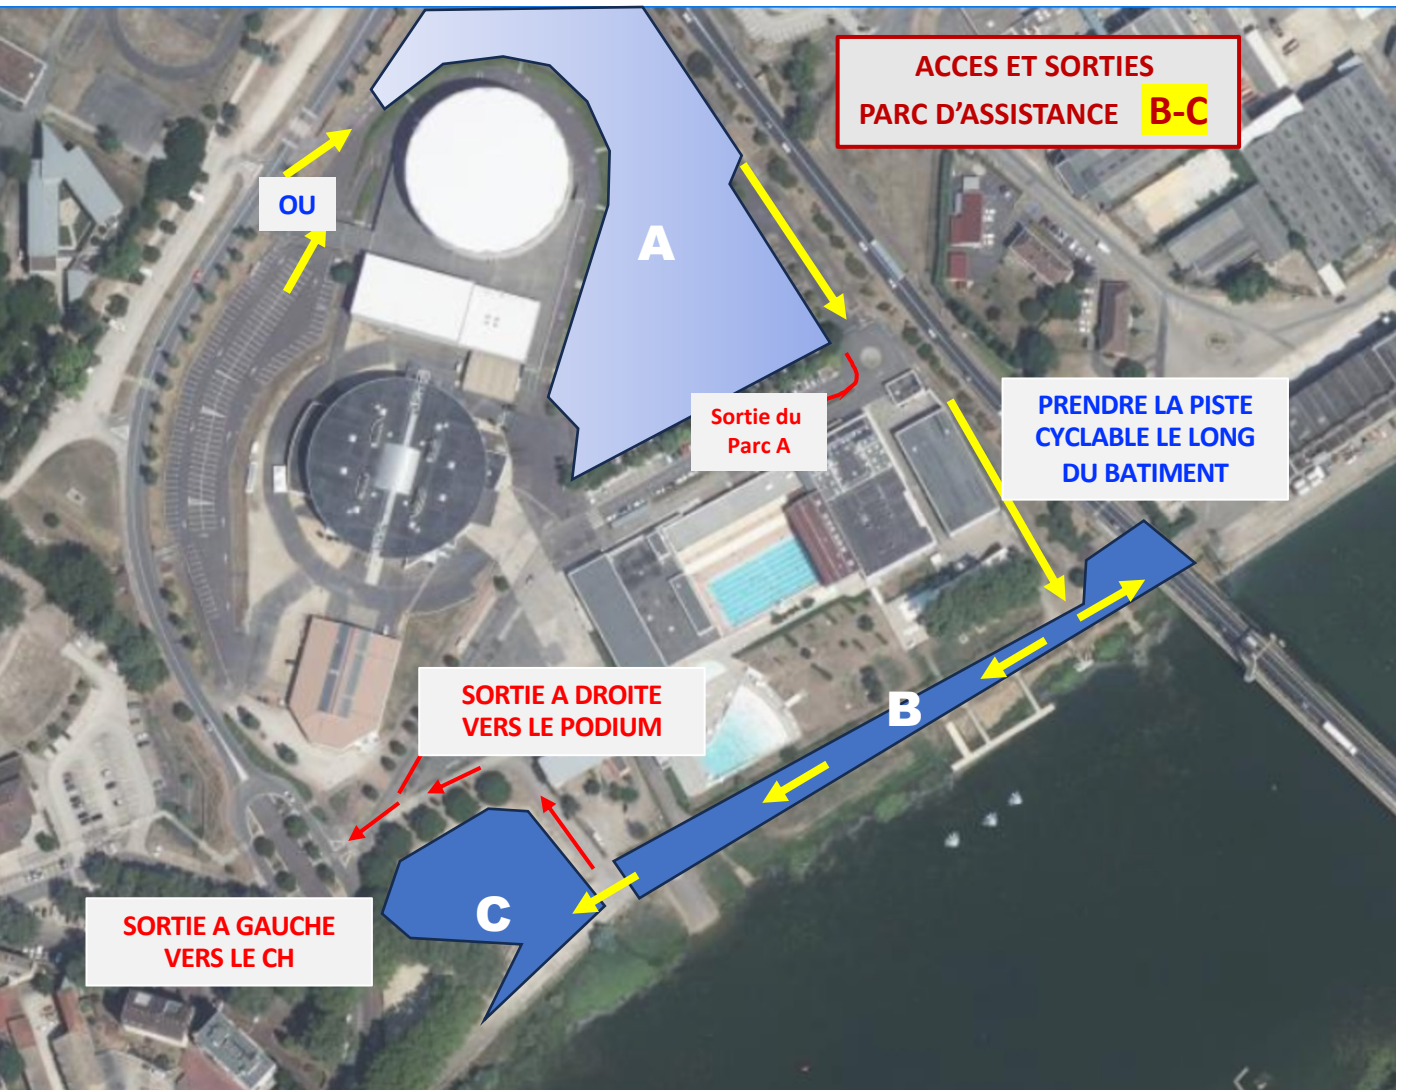 ACCES ET SORTIES
PARC D'ASSISTANCE B-C
OU
A
PRENDRE LA PISTE
CYCLABLE LE LONG
DU BATIMENT
Sortie du
Parc A
SORTIE A DROITE
VERS LE PODIUM
B
C
SORTIE A GAUCHE
VERS LE CH